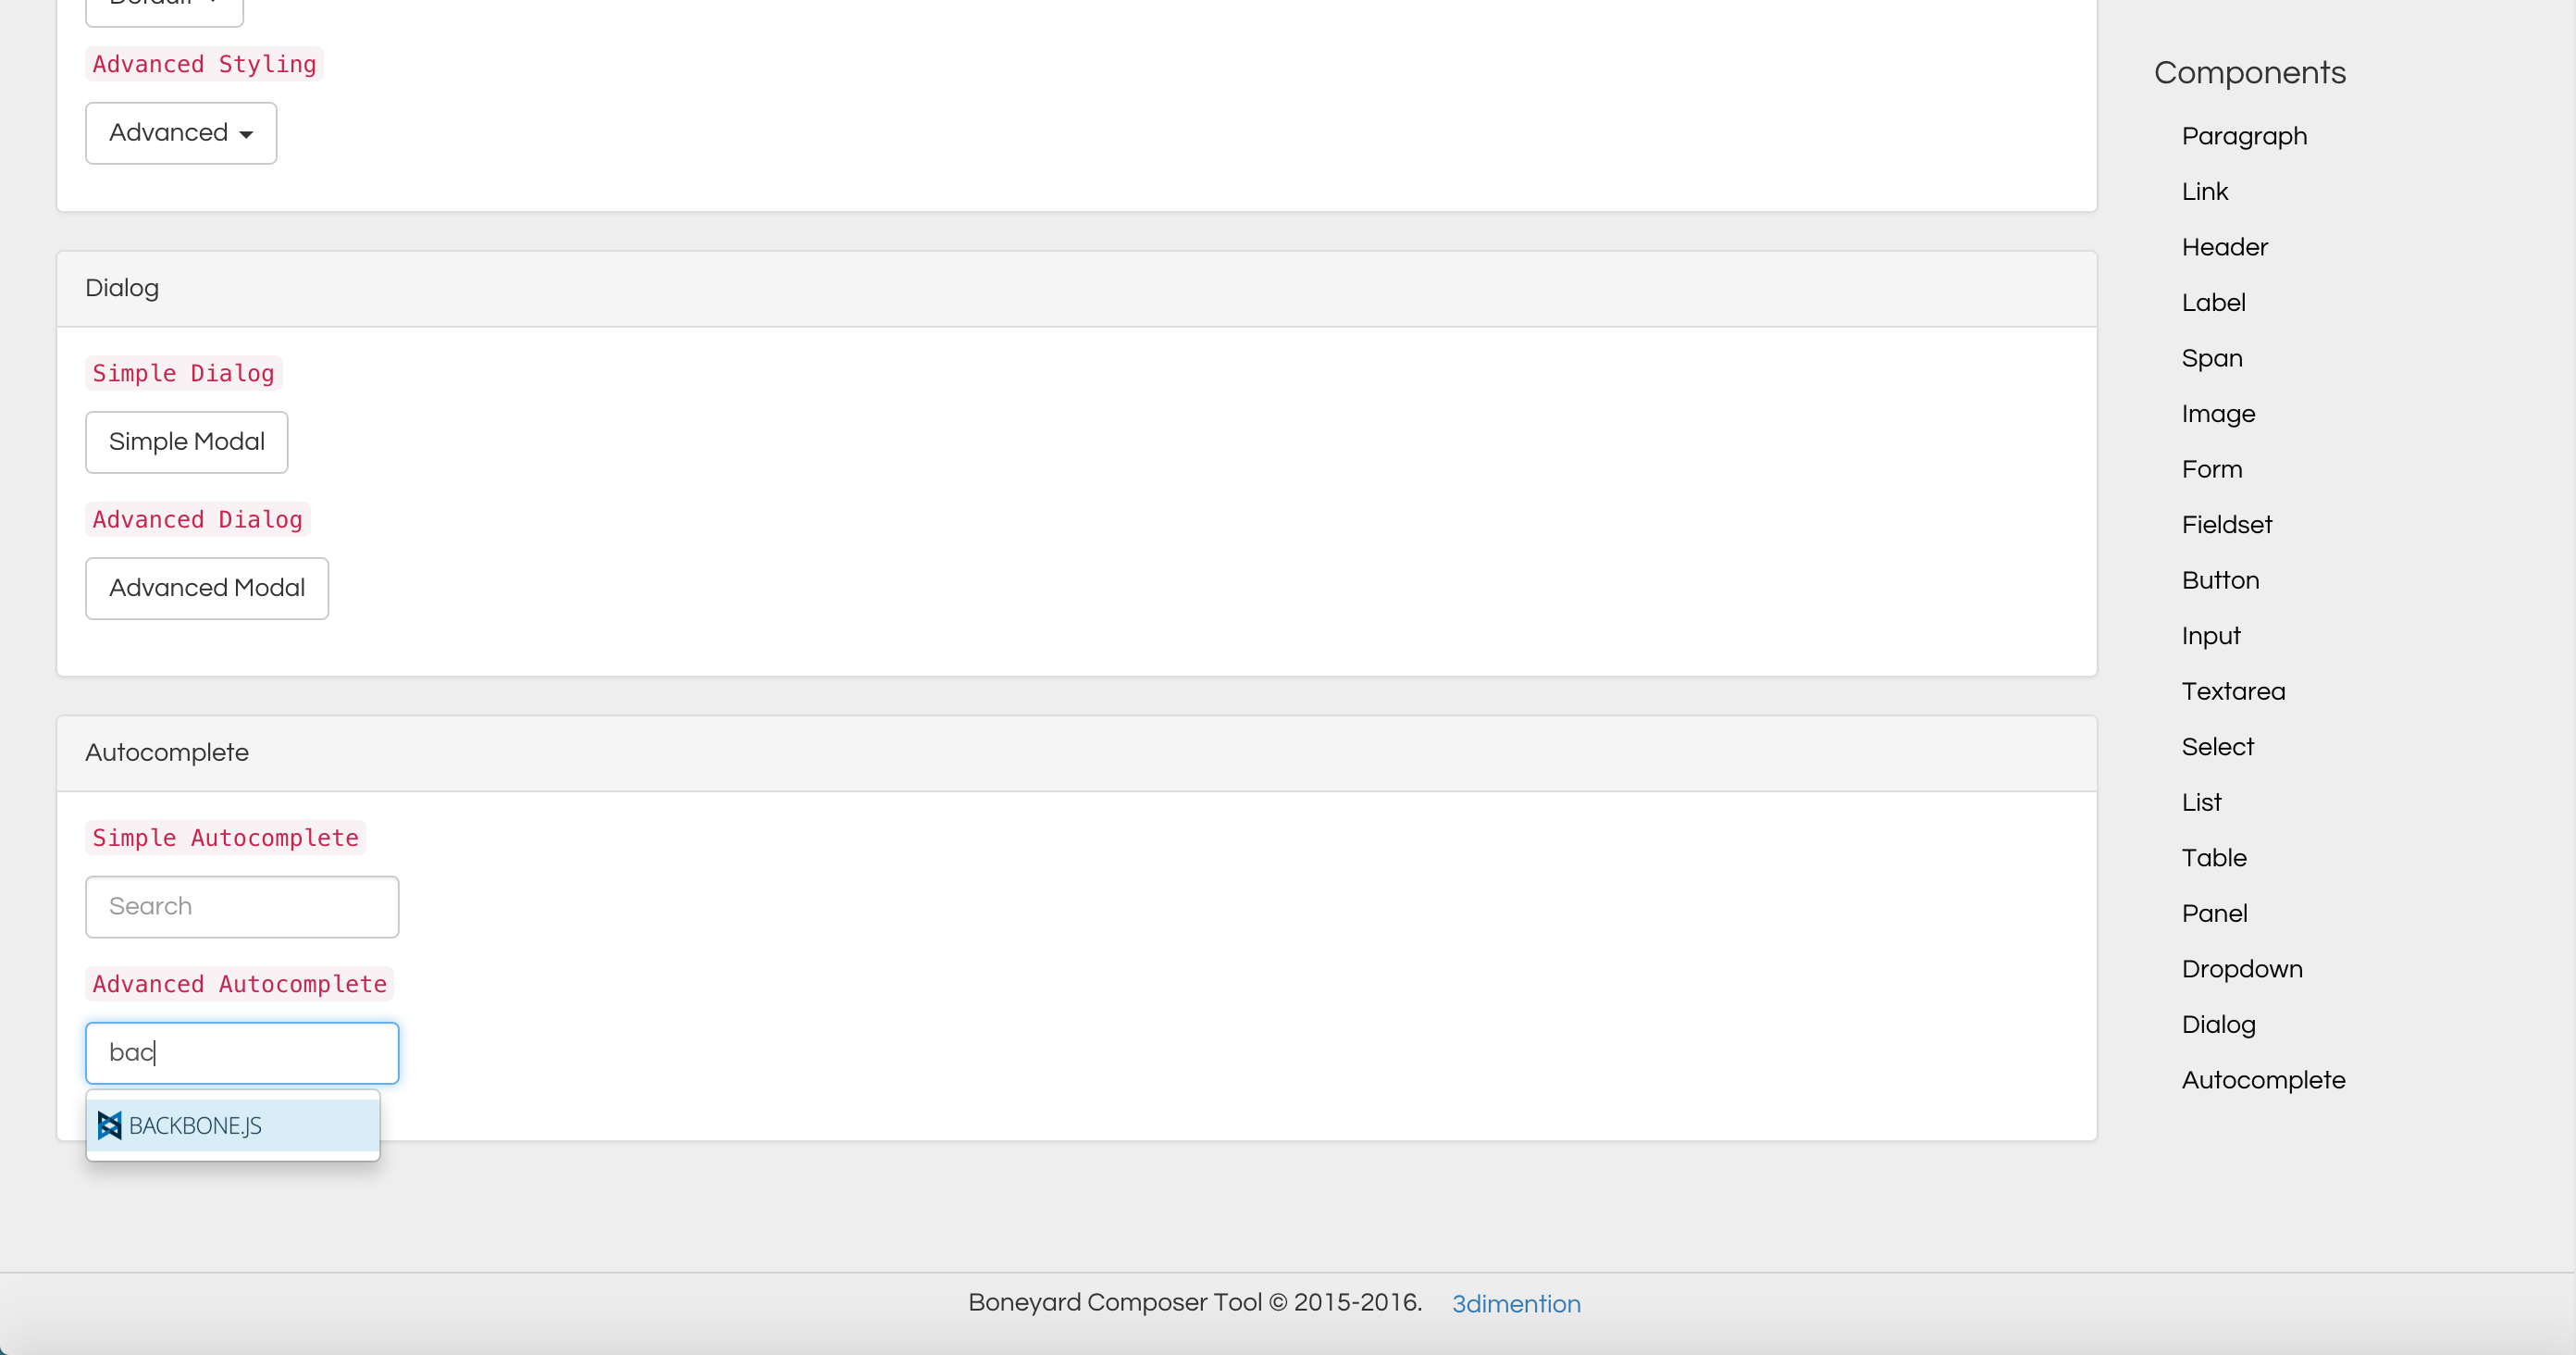 Default
Advanced Styling
Advanced
Dialog
Simple Dialog
Simple Modal
Advanced Dialog
Advanced Modal
Autocomplete
Simple Autocomplete
Search
Advanced Autocomplete
bac
BACKBONE.JS
Components
Paragraph
Link
Header
Label
Span
Image
Form
Fieldset
Button
Input
Textarea
Select
List
Table
Panel
Dropdown
Dialog
Autocomplete
Boneyard Composer Tool © 2015-2016. 3dimention